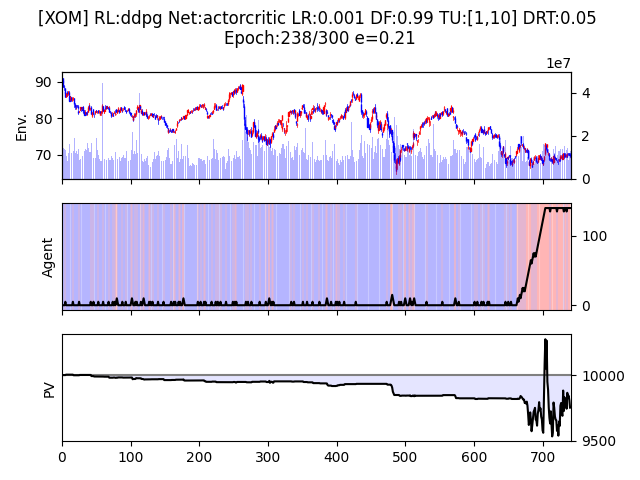 [XOM] RL:ddpg Net:actorcritic LR:0.001 DF:0.99 TU:[1,10] DRT:0.05
Epoch:238/300 e=0.21
1e7
90
80
70
Env.
4
2
0
Agent
100
0
PV
10000
9500
0 100 200 300 400 500 600 700